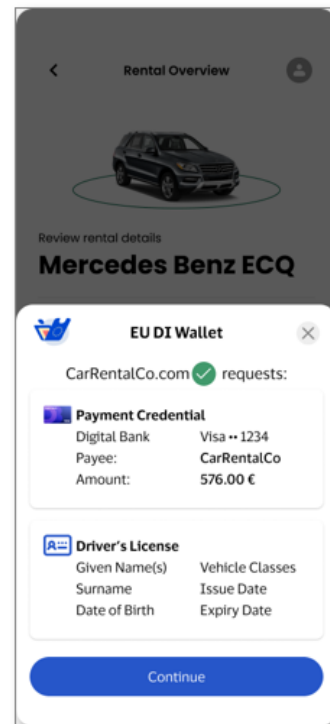 Rental Overview
Review rental details
Mercedes Benz ECQ
EU DI Wallet
CarRentalCo.com requests:
Payment Credential
Digital Bank Visa •• 1234
Payee: CarRentalCo
Amount: 576.00 €
Driver's License
Given Name(s) Vehicle Classes
Surname Issue Date
Date of Birth Expiry Date
Continue